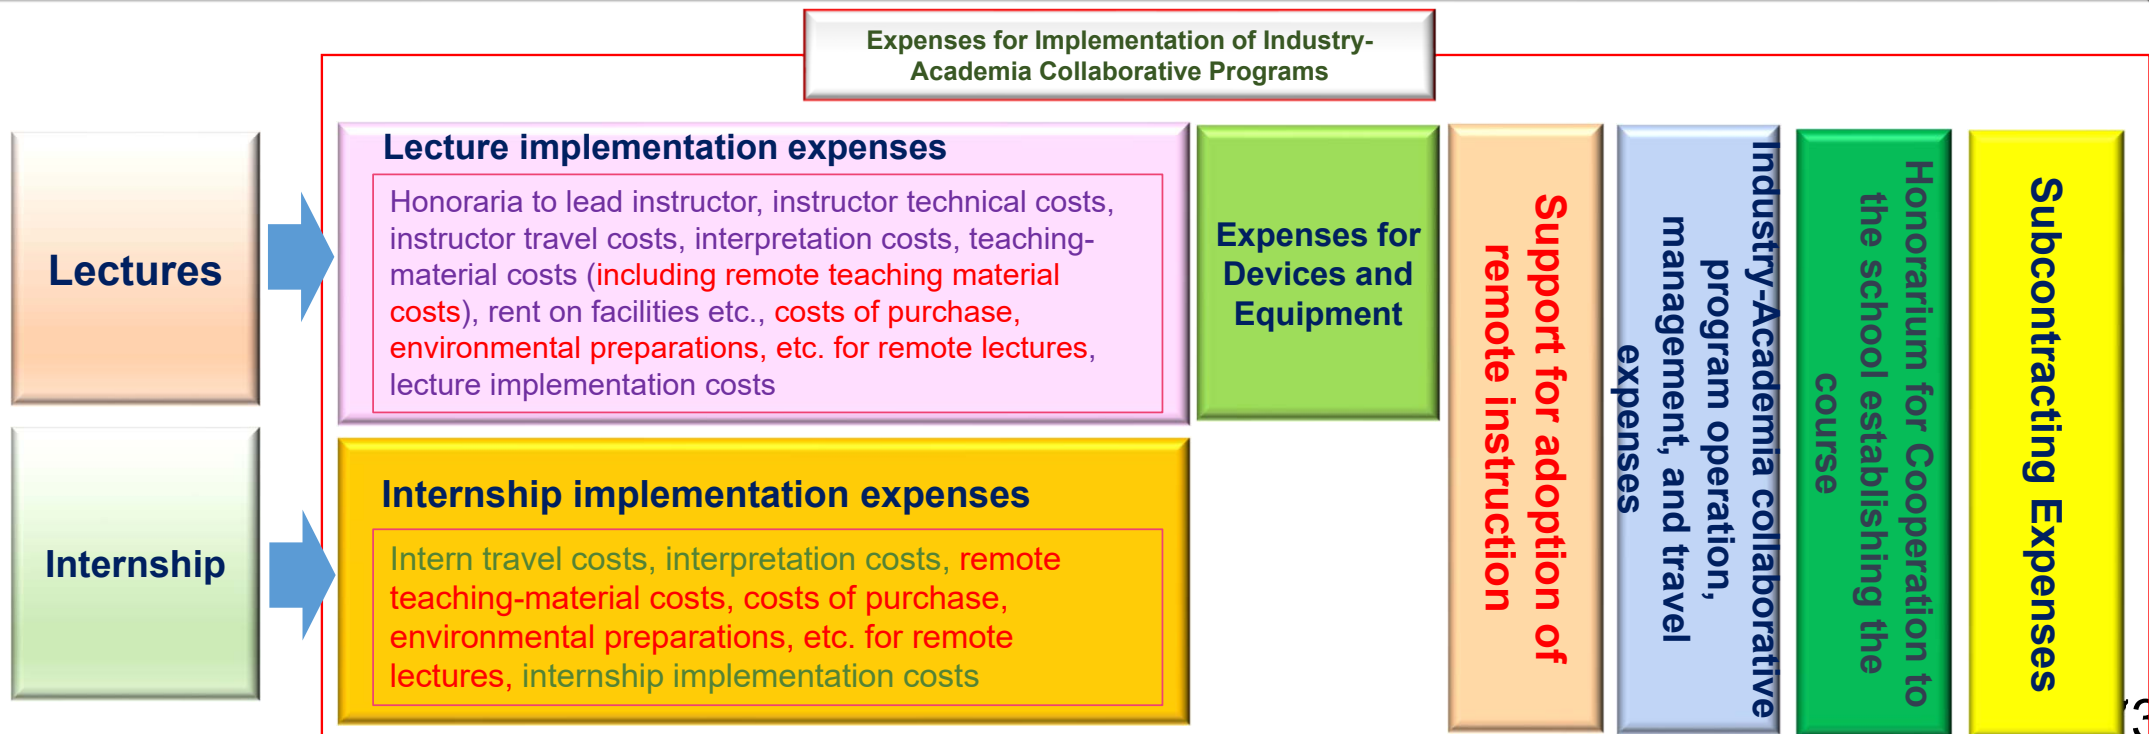 Expenses for Implementation of Industry-
Academia Collaborative Programs
Lectures
Lecture implementation expenses
Honoraria to lead instructor, instructor technical costs,
instructor travel costs, interpretation costs, teaching-
material costs (including remote teaching material
costs), rent on facilities etc., costs of purchase,
environmental preparations, etc. for remote lectures,
lecture implementation costs
Expenses for
Devices and
Equipment
Internship
Internship implementation expenses
Intern travel costs, interpretation costs, remote
teaching-material costs, costs of purchase,
environmental preparations, etc. for remote
lectures, internship implementation costs
Support for adoption of
remote instruction
Industry-Academia collaborative
program operation,
management, and travel
expenses
Honorarium for Cooperation to
the school establishing the
course
Subcontracting Expenses